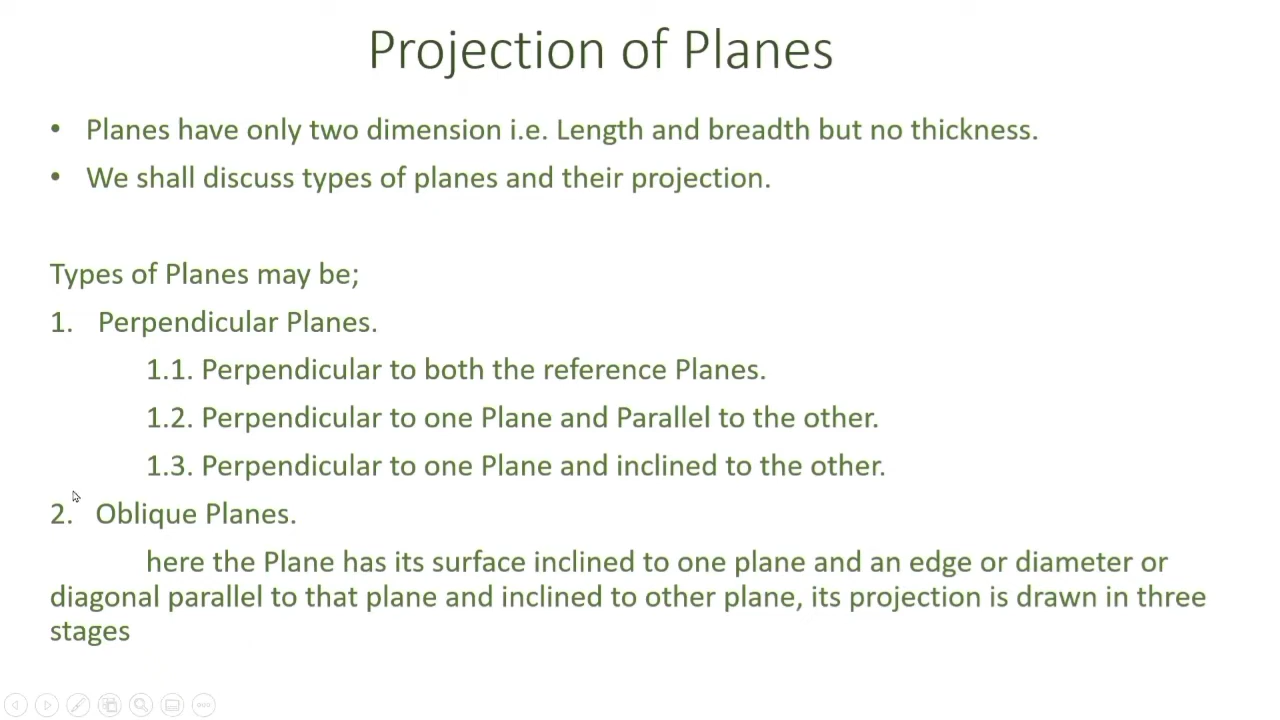 Projection of Planes
• Planes have only two dimension i.e. Length and breadth but no thickness.
• We shall discuss types of planes and their projection.
Types of Planes may be;
1. Perpendicular Planes.
1.1. Perpendicular to both the reference Planes.
1.2. Perpendicular to one Plane and Parallel to the other.
1.3. Perpendicular to one Plane and inclined to the other.
2. Oblique Planes.
here the Plane has its surface inclined to one plane and an edge or diameter or
diagonal parallel to that plane and inclined to other plane, its projection is drawn in three
stages